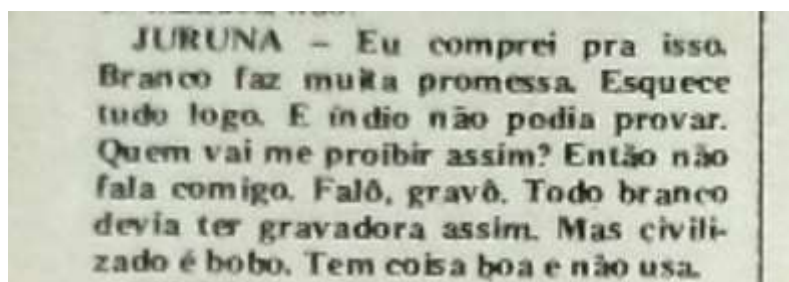 JURUNA – Eu comprei pra isso.
Branco faz muita promessa. Esquece
tudo logo. E índio não podia provar.
Quem vai me proibir assim? Então não
fala comigo. Falô, gravô. Todo branco
devia ter gravadora assim. Mas civili-
zado é bobo. Tem coisa boa e não usa.